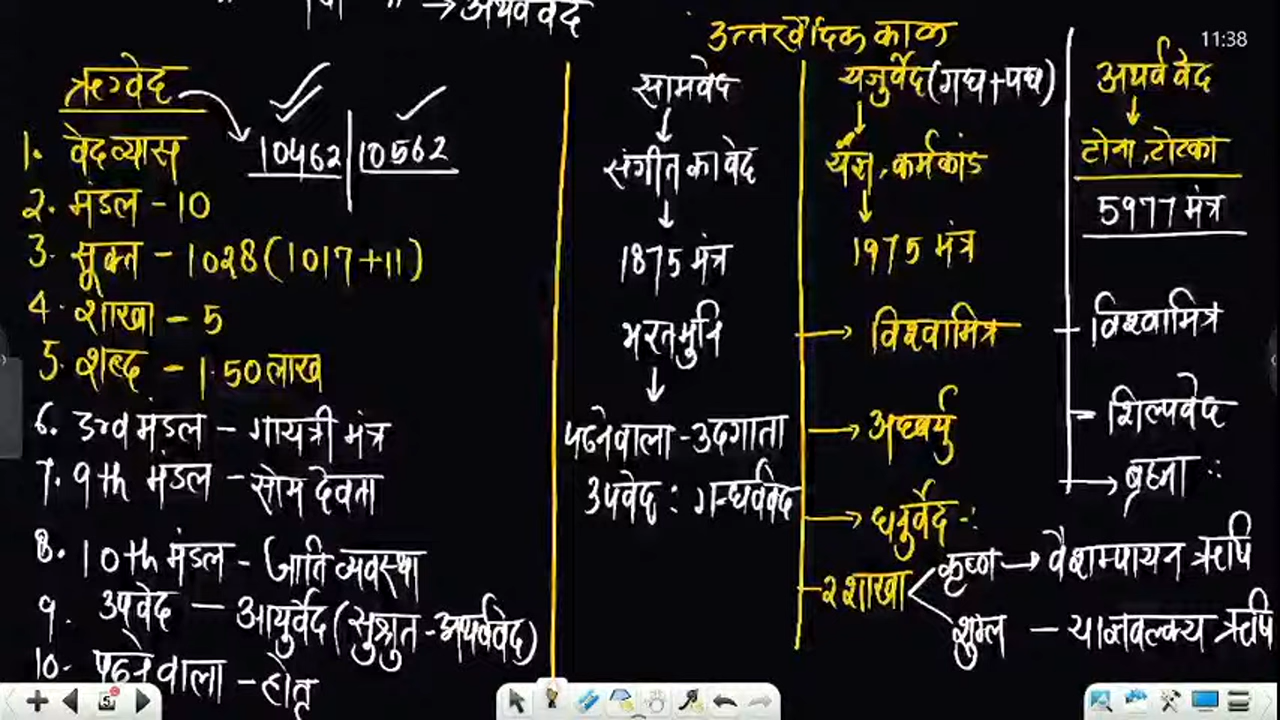 → अथर्ववेद
उत्तरवैदिक काल
11:38
ऋग्वेद
10462 | 10562
1. वेदव्यास
2. मंडल - 10
3. सूक्त - 1028 (1017+11)
4. शाखा - 5
5. शब्द - 1.50 लाख
6. 3rd मंडल - गायत्री मंत्र
7. 9th मंडल - सोम देवता
8. 10th मंडल - जाति व्यवस्था
9. उपवेद - आयुर्वेद (सुश्रुत - अथर्ववेद)
10. पढने वाला - होतृ
सामवेद
↓
संगीत का वेद
↓
1875 मंत्र
भरतमुनि
↓
पढनेवाला - उदगाता
उपवेद : गन्धर्ववेद
यजुर्वेद (गद्य+पद्य)
↓
यज्ञ, कर्मकांड
↓
1975 मंत्र
→ विश्वामित्र
→ अध्वर्यु
→ धनुर्वेद -:
- 2 शाखा
कृष्ण → वैशम्पायन ऋषि
शुक्ल - याज्ञवल्क्य ऋषि
अथर्व वेद
↓
टोना, टोटका
5977 मंत्र
- विश्वामित्र
- शिल्पवेद
→ ब्रह्मा
5